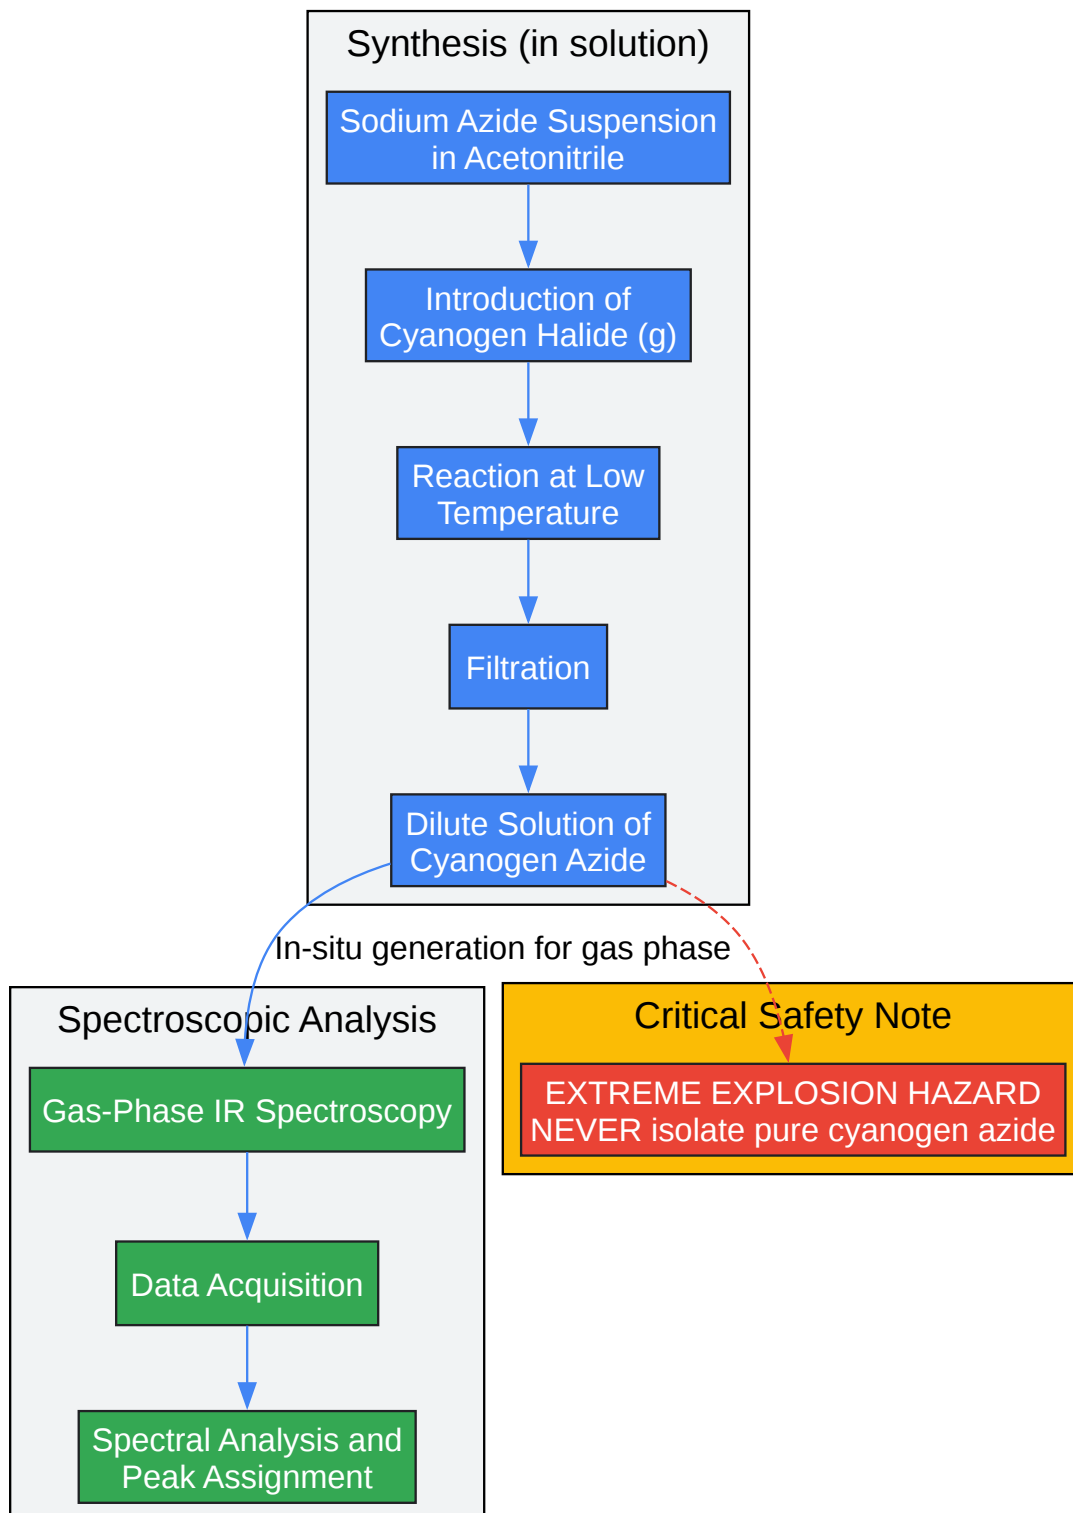 Synthesis (in solution)
Sodium Azide Suspension
in Acetonitrile
Introduction of
Cyanogen Halide (g)
Reaction at Low
Temperature
Filtration
Dilute Solution of
Cyanogen Azide
In-situ generation for gas phase
Spectroscopic Analysis
Gas-Phase IR Spectroscopy
Data Acquisition
Spectral Analysis and
Peak Assignment
Critical Safety Note
EXTREME EXPLOSION HAZARD
NEVER isolate pure cyanogen azide